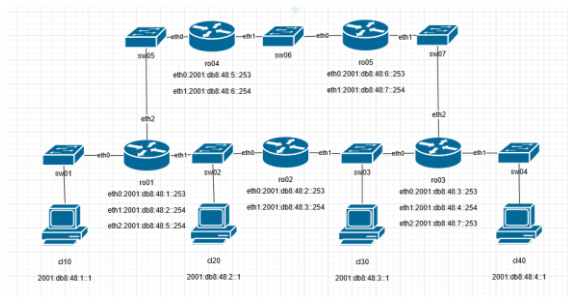 sw05
eth0
eth1
sw06
eth0
eth1
sw07
ro04
ro05
eth0:2001:db8:48:5::253
eth1:2001:db8:48:6::254
eth0:2001:db8:48:6::253
eth1:2001:db8:48:7::254
eth2
eth2
sw01
eth0
eth1
sw02
eth0
eth1
sw03
eth0
eth1
sw04
ro01
ro02
ro03
eth0:2001:db8:48:1::253
eth1:2001:db8:48:2::254
eth2:2001:db8:48:5::254
eth0:2001:db8:48:2::253
eth1:2001:db8:48:3::254
eth0:2001:db8:48:3::253
eth1:2001:db8:48:4::254
eth2:2001:db8:48:7::253
cl10
cl20
cl30
cl40
2001:db8:48:1::1
2001:db8:48:2::1
2001:db8:48:3::1
2001:db8:48:4::1